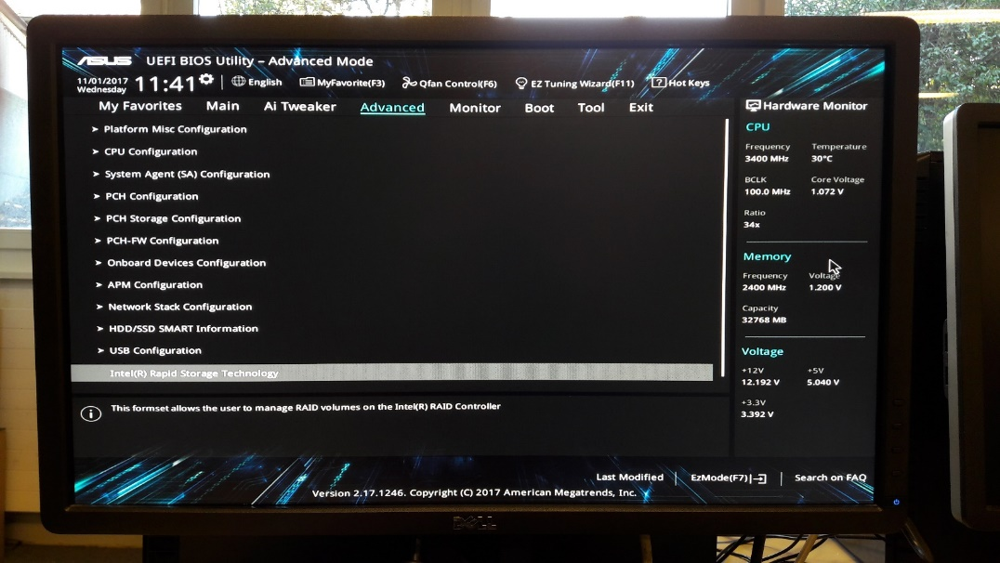 ASUS UEFI BIOS Utility – Advanced Mode
11/01/2017
Wednesday
11:41
English
MyFavorite(F3)
Qfan Control(F6)
EZ Tuning Wizard(F11)
Hot Keys
My Favorites Main Ai Tweaker Advanced Monitor Boot Tool Exit
Platform Misc Configuration
CPU Configuration
System Agent (SA) Configuration
PCH Configuration
PCH Storage Configuration
PCH-FW Configuration
Onboard Devices Configuration
APM Configuration
Network Stack Configuration
HDD/SSD SMART Information
USB Configuration
Intel(R) Rapid Storage Technology
This formset allows the user to manage RAID volumes on the Intel(R) RAID Controller
Hardware Monitor
CPU
Frequency Temperature
3400 MHz 30°C
BCLK Core Voltage
100.0 MHz 1.072 V
Ratio
34x
Memory
Frequency Voltage
2400 MHz 1.200 V
Capacity
32768 MB
Voltage
+12V +5V
12.192 V 5.040 V
+3.3V
3.392 V
Last Modified
EzMode(F7)
Search on FAQ
Version 2.17.1246. Copyright (C) 2017 American Megatrends, Inc.
DELL